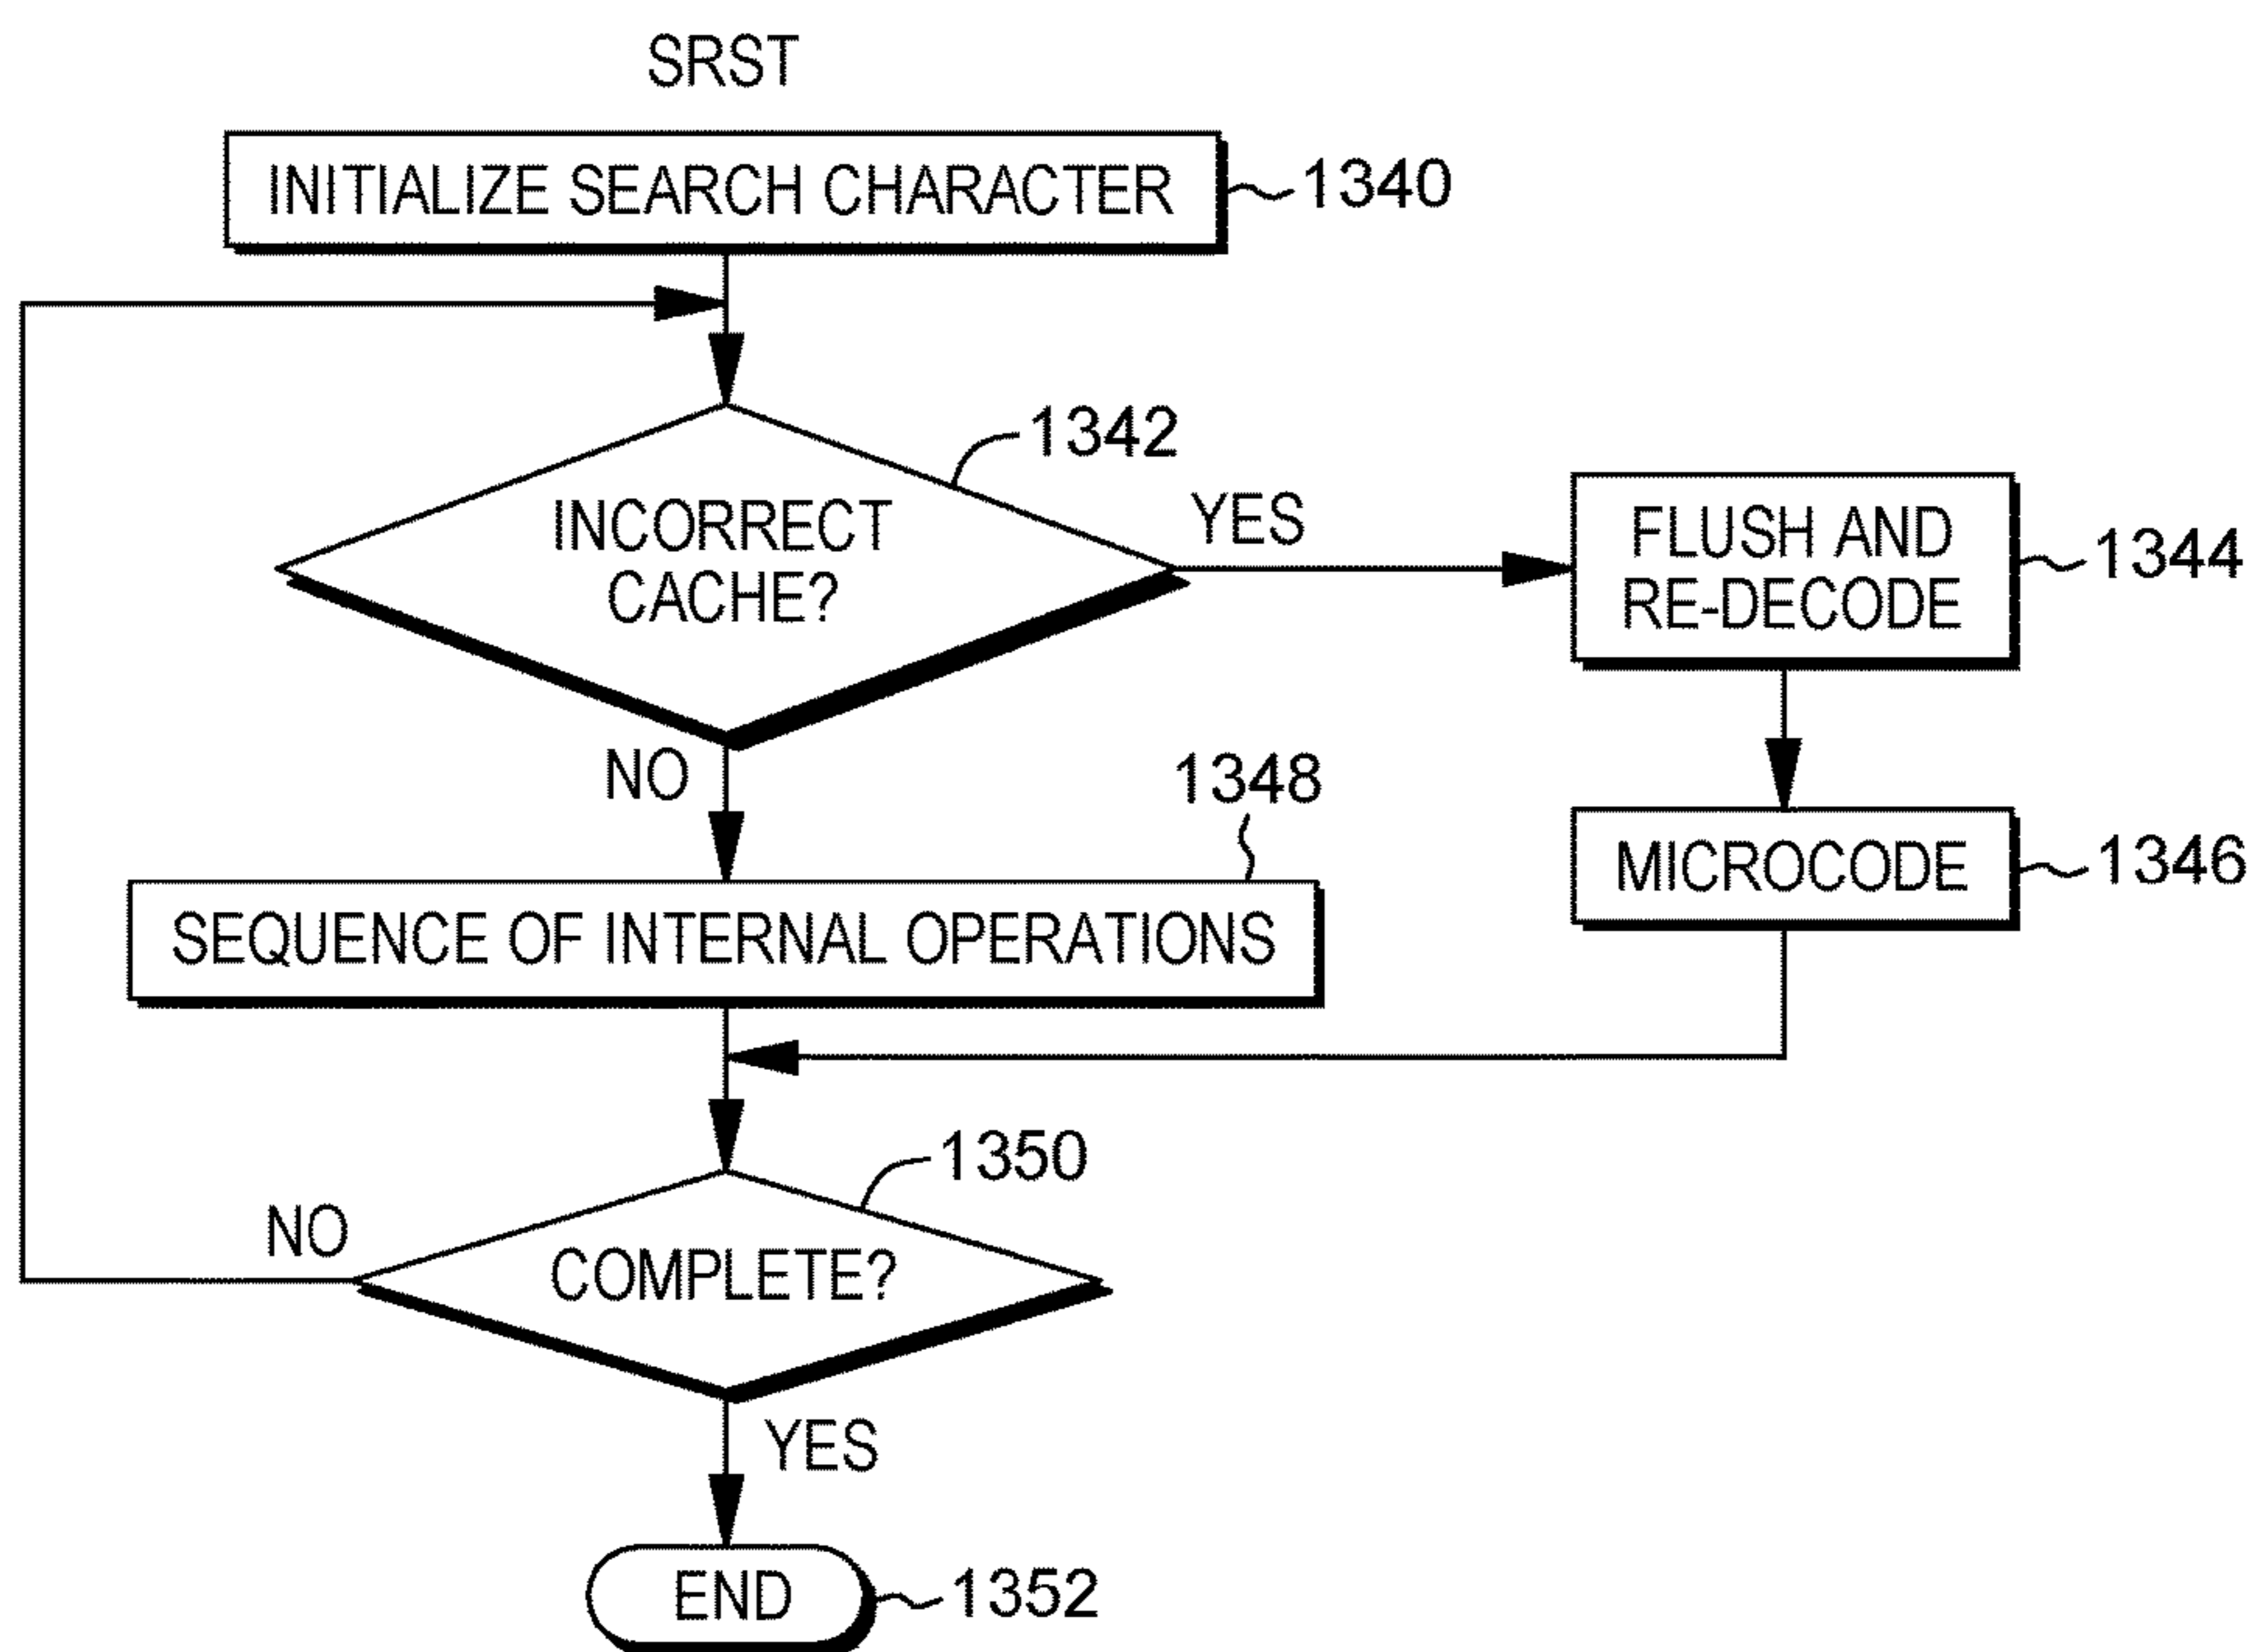 SRST
INITIALIZE SEARCH CHARACTER
1340
1342
INCORRECT
CACHE?
YES
FLUSH AND
RE-DECODE
1344
NO
1348
MICROCODE
1346
SEQUENCE OF INTERNAL OPERATIONS
1350
NO
COMPLETE?
YES
END
1352